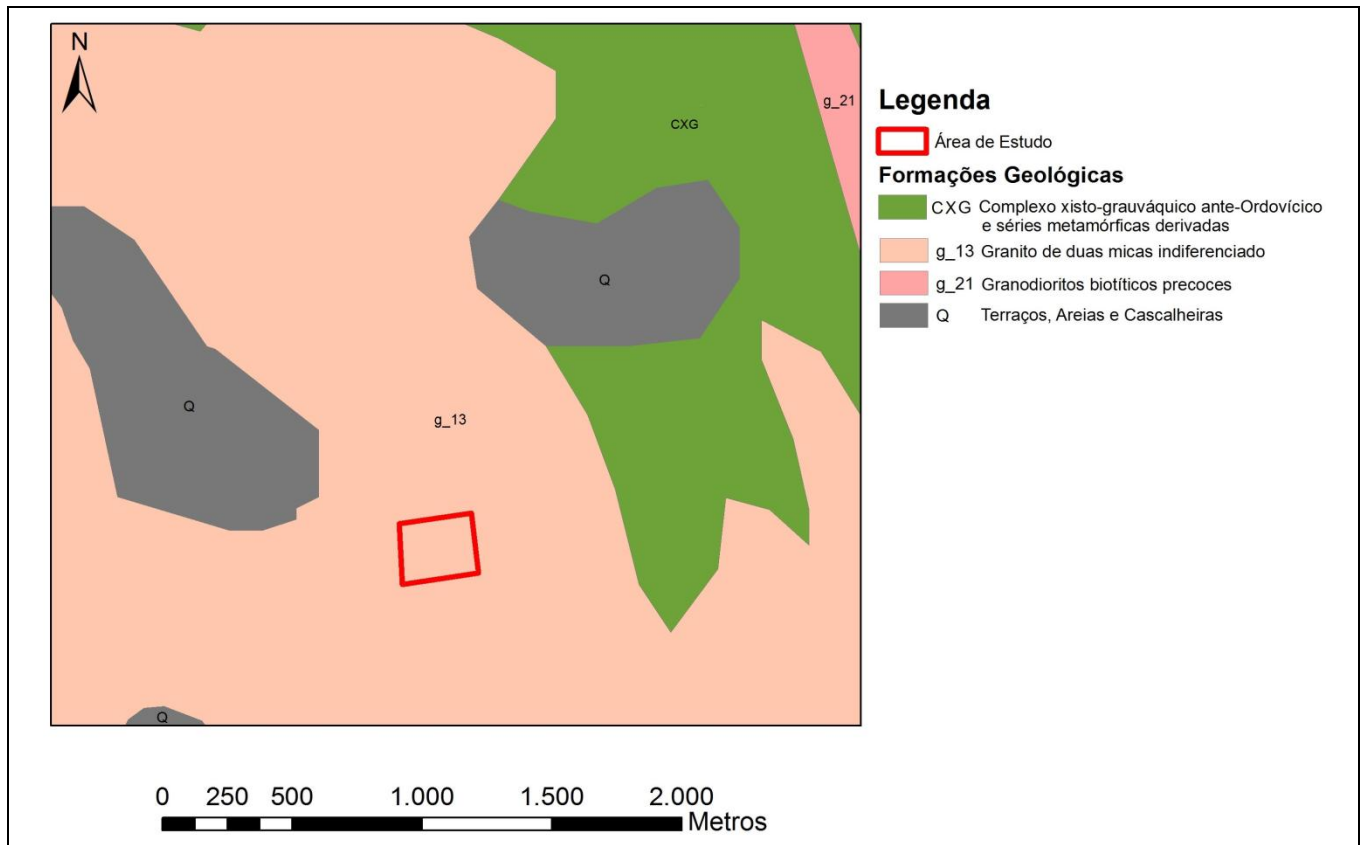 N
g_21
CXG
Q
Q
g_13
Q
Legenda
Área de Estudo
Formações Geológicas
CXG Complexo xisto-grauváquico ante-Ordovícico
e séries metamórficas derivadas
g_13 Granito de duas micas indiferenciado
g_21 Granodioritos biotíticos precoces
Q Terraços, Areias e Cascalheiras
0 250 500 1.000 1.500 2.000
Metros